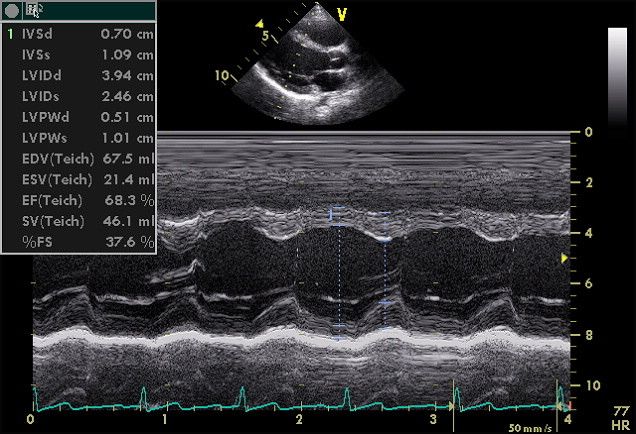 1 IVSd 0.70 cm
IVSs 1.09 cm
LVIDd 3.94 cm
LVIDs 2.46 cm
LVPWd 0.51 cm
LVPWs 1.01 cm
EDV(Teich) 67.5 ml
ESV(Teich) 21.4 ml
EF(Teich) 68.3 %
SV(Teich) 46.1 ml
%FS 37.6 %
V
5
10
0
2
4
6
8
10
0
1
2
3
4
50 mm/s
77
HR